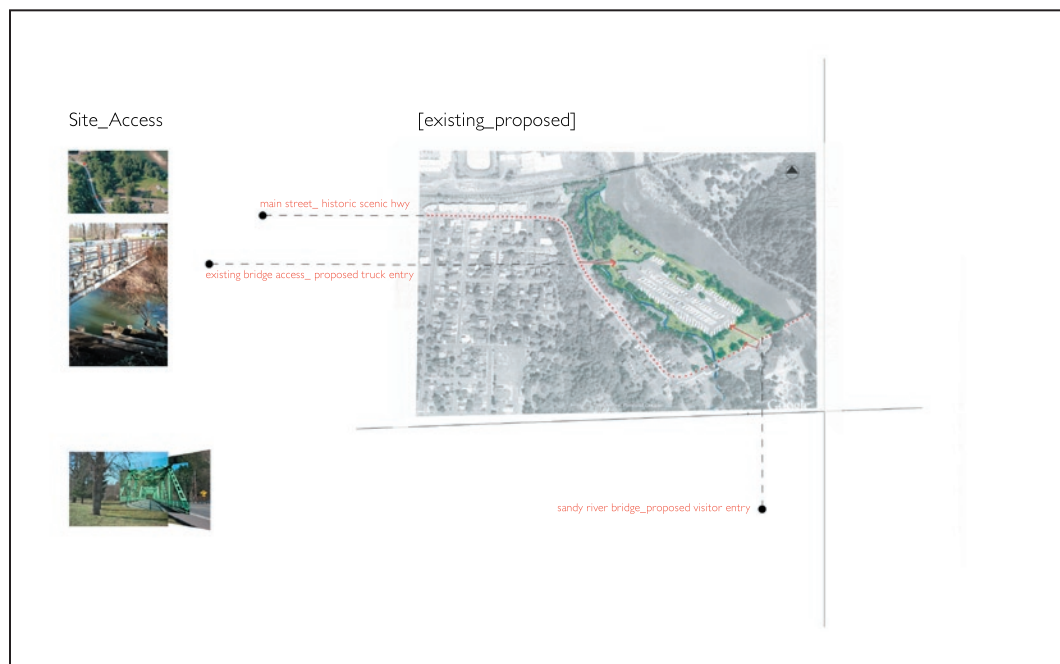 Site_Access
[existing_proposed]
main street_ historic scenic hwy
existing bridge access_ proposed truck entry
sandy river bridge_proposed visitor entry